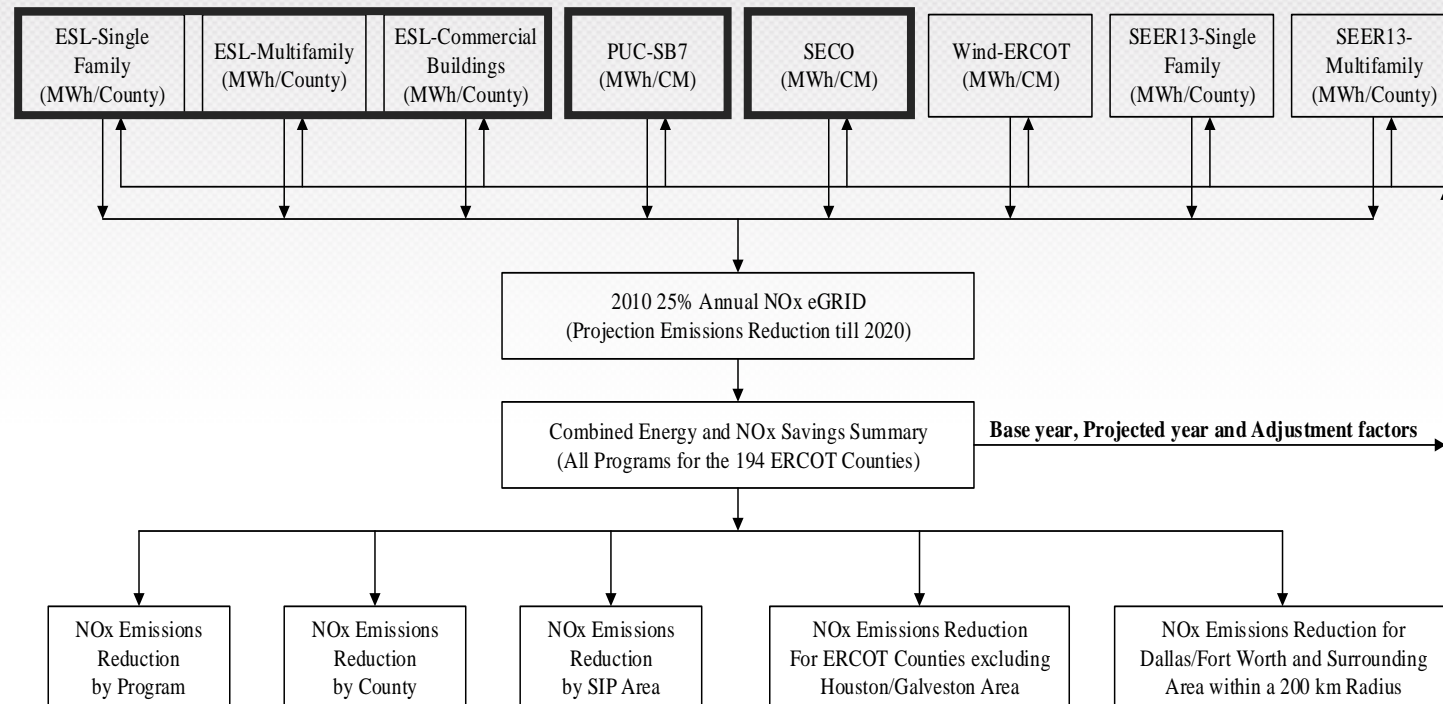 ESL-Single
Family
(MWh/County)
ESL-Multifamily
(MWh/County)
ESL-Commercial
Buildings
(MWh/County)
PUC-SB7
(MWh/CM)
SECO
(MWh/CM)
Wind-ERCOT
(MWh/CM)
SEER13-Single
Family
(MWh/County)
SEER13-
Multifamily
(MWh/County)
2010 25% Annual NOx eGRID
(Projection Emissions Reduction till 2020)
Combined Energy and NOx Savings Summary
(All Programs for the 194 ERCOT Counties)
Base year, Projected year and Adjustment factors
NOx Emissions
Reduction
by Program
NOx Emissions
Reduction
by County
NOx Emissions
Reduction
by SIP Area
NOx Emissions Reduction
For ERCOT Counties excluding
Houston/Galveston Area
NOx Emissions Reduction for
Dallas/Fort Worth and Surrounding
Area within a 200 km Radius